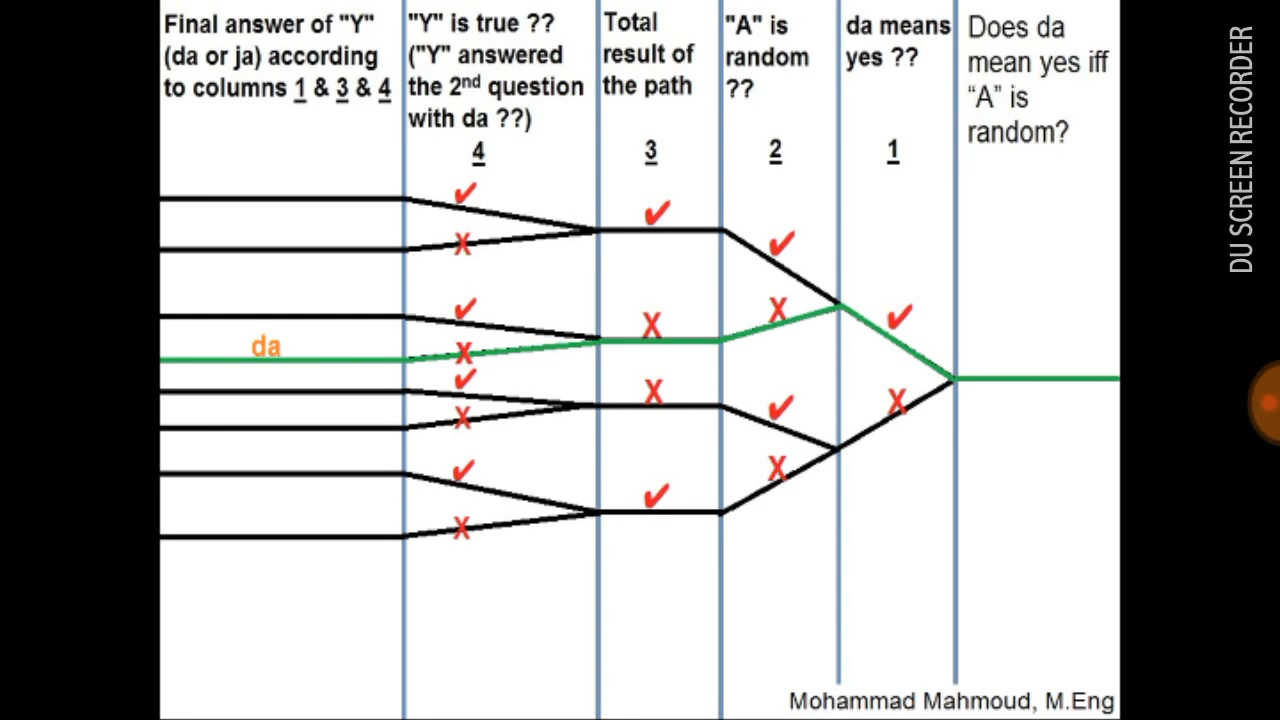 Final answer of "Y"
(da or ja) according
to columns 1 & 3 & 4
"Y" is true ??
("Y" answered
the 2nd question
with da ??)
4
Total
result of
the path
3
"A" is
random
??
2
da means
yes ??
1
Does da
mean yes iff
“A” is
random?
da
Mohammad Mahmoud, M.Eng
DU SCREEN RECORDER